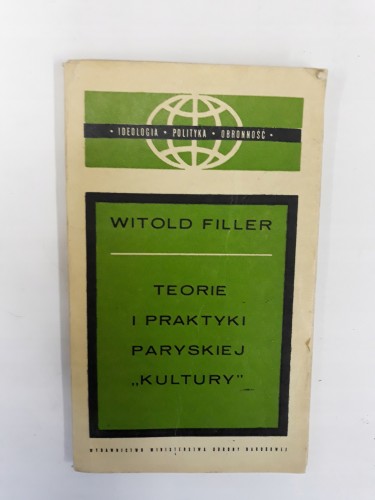 • IDEOLOGIA • POLITYKA • OBRONNOŚĆ •
WITOLD FILLER
TEORIE
I PRAKTYKI
PARYSKIEJ
„KULTURY”
WYDAWNICTWO MINISTERSTWA OBRONY NARODOWEJ